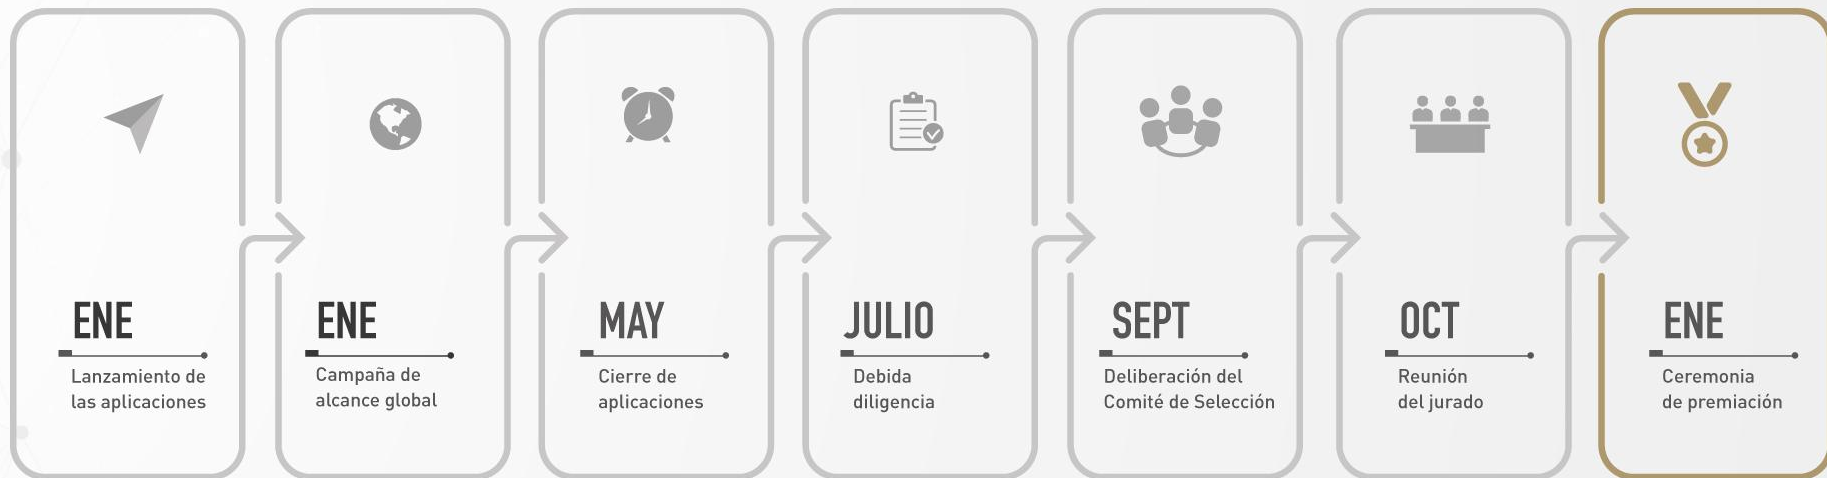 ENE
Lanzamiento de
las aplicaciones
ENE
Campaña de
alcance global
MAY
Cierre de
aplicaciones
JULIO
Debida
diligencia
SEPT
Deliberación del
Comité de Selección
OCT
Reunión
del jurado
ENE
Ceremonia
de premiación